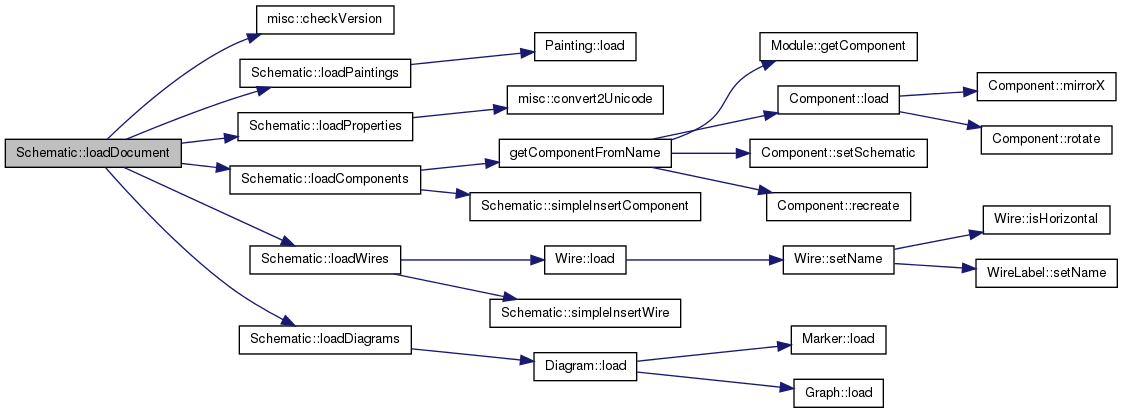 Schematic::loadDocument
misc::checkVersion
Schematic::loadPaintings
Schematic::loadProperties
Schematic::loadComponents
Schematic::loadWires
Schematic::loadDiagrams
Painting::load
misc::convert2Unicode
getComponentFromName
Schematic::simpleInsertComponent
Wire::load
Schematic::simpleInsertWire
Diagram::load
Module::getComponent
Component::load
Component::setSchematic
Component::recreate
Wire::setName
Marker::load
Graph::load
Component::mirrorX
Component::rotate
Wire::isHorizontal
WireLabel::setName